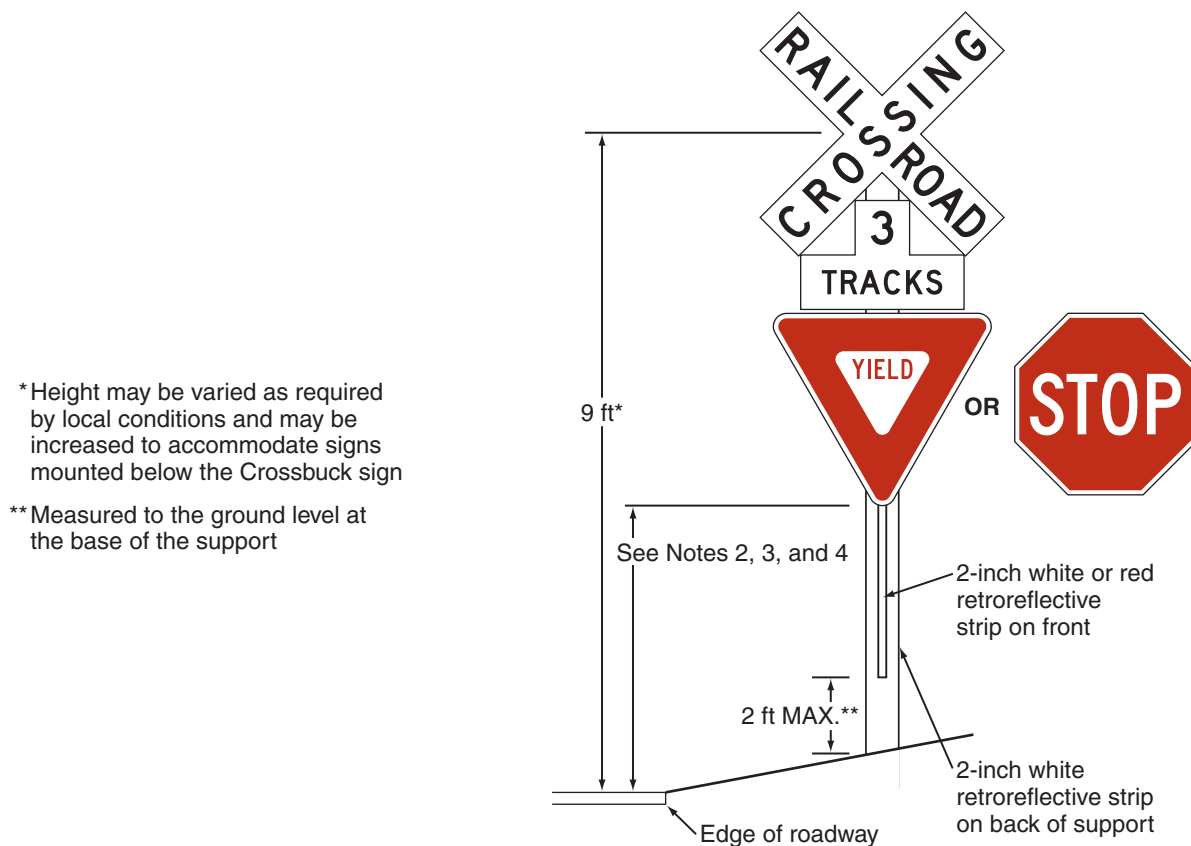 RAILROAD
CROSSING
3
TRACKS
YIELD
OR
STOP
9 ft*
*Height may be varied as required
by local conditions and may be
increased to accommodate signs
mounted below the Crossbuck sign
**Measured to the ground level at
the base of the support
See Notes 2, 3, and 4
2-inch white or red
retroreflective
strip on front
2 ft MAX.**
2-inch white
retroreflective strip
on back of support
Edge of roadway